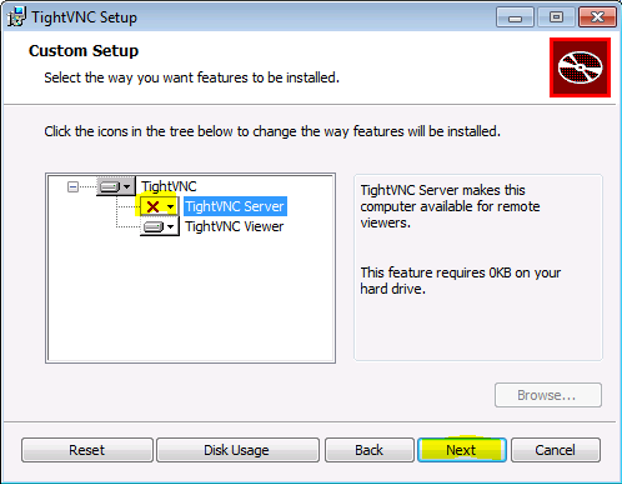 TightVNC Setup
Custom Setup
Select the way you want features to be installed.
Click the icons in the tree below to change the way features will be installed.
TightVNC
TightVNC Server
TightVNC Viewer
TightVNC Server makes this
computer available for remote
viewers.
This feature requires 0KB on your
hard drive.
Browse...
Reset
Disk Usage
Back
Next
Cancel